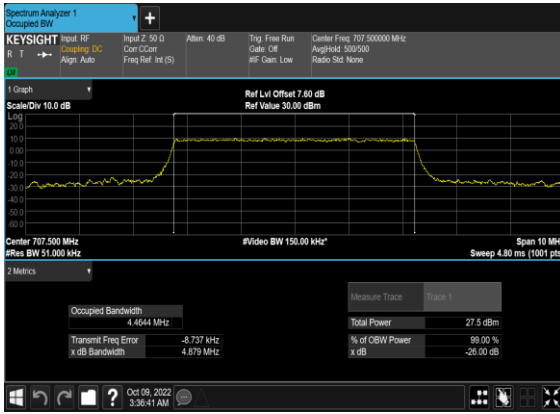 Spectrum Analyzer 1
Occupied BW
KEYSIGHT
R T
LW
Input: RF
Coupling: DC
Align: Auto
Input Z: 50 Ω
Corr CCorr
Freq Ref: Int (S)
Atten: 40 dB
Trig: Free Run
Gate: Off
#IF Gain: Low
Center Freq: 707.500000 MHz
Avg|Hold: 500/500
Radio Std: None
1 Graph
Scale/Div 10.0 dB
Ref Lvl Offset 7.60 dB
Ref Value 30.00 dBm
Log
20.0
10.0
0.00
-10.0
-20.0
-30.0
-40.0
-50.0
-60.0
Center 707.500 MHz
#Res BW 51.000 kHz
#Video BW 150.00 kHz*
Span 10 MH
Sweep 4.80 ms (1001 pts
2 Metrics
Measure Trace
Trace 1
Occupied Bandwidth
4.4644 MHz
Total Power
27.5 dBm
Transmit Freq Error
-8.737 kHz
% of OBW Power
99.00 %
x dB Bandwidth
4.879 MHz
x dB
-26.00 dB
?
Oct 09, 2022
3:36:41 AM